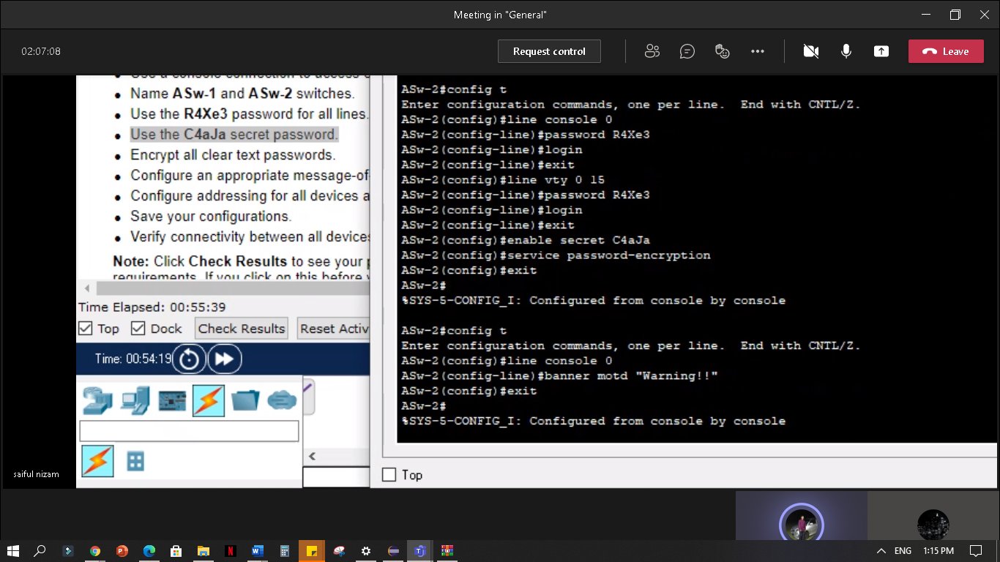 Meeting in "General"
02:07:08
Request control
Leave
Use a console connection to access
Name ASw-1 and ASw-2 switches.
Use the R4Xe3 password for all lines.
Use the C4aJa secret password.
Encrypt all clear text passwords.
Configure an appropriate message-of-
Configure addressing for all devices a
Save your configurations.
Verify connectivity between all devices
Note: Click Check Results to see your p
requirements. If you click on this before
Time Elapsed: 00:55:39
Top
Dock
Check Results
Reset Activ
Time: 00:54:19
ASw-2#config t
Enter configuration commands, one per line. End with CNTL/Z.
ASw-2(config)#line console 0
ASw-2(config-line)#password R4Xe3
ASw-2(config-line)#login
ASw-2(config-line)#exit
ASw-2(config)#line vty 0 15
ASw-2(config-line)#password R4Xe3
ASw-2(config-line)#login
ASw-2(config-line)#exit
ASw-2(config)#enable secret C4aJa
ASw-2(config)#service password-encryption
ASw-2(config)#exit
ASw-2#
%SYS-5-CONFIG_I: Configured from console by console
ASw-2#config t
Enter configuration commands, one per line. End with CNTL/Z.
ASw-2(config)#line console 0
ASw-2(config-line)#banner motd "Warning!!"
ASw-2(config)#exit
ASw-2#
%SYS-5-CONFIG_I: Configured from console by console
Top
saiful nizam
ENG
1:15 PM